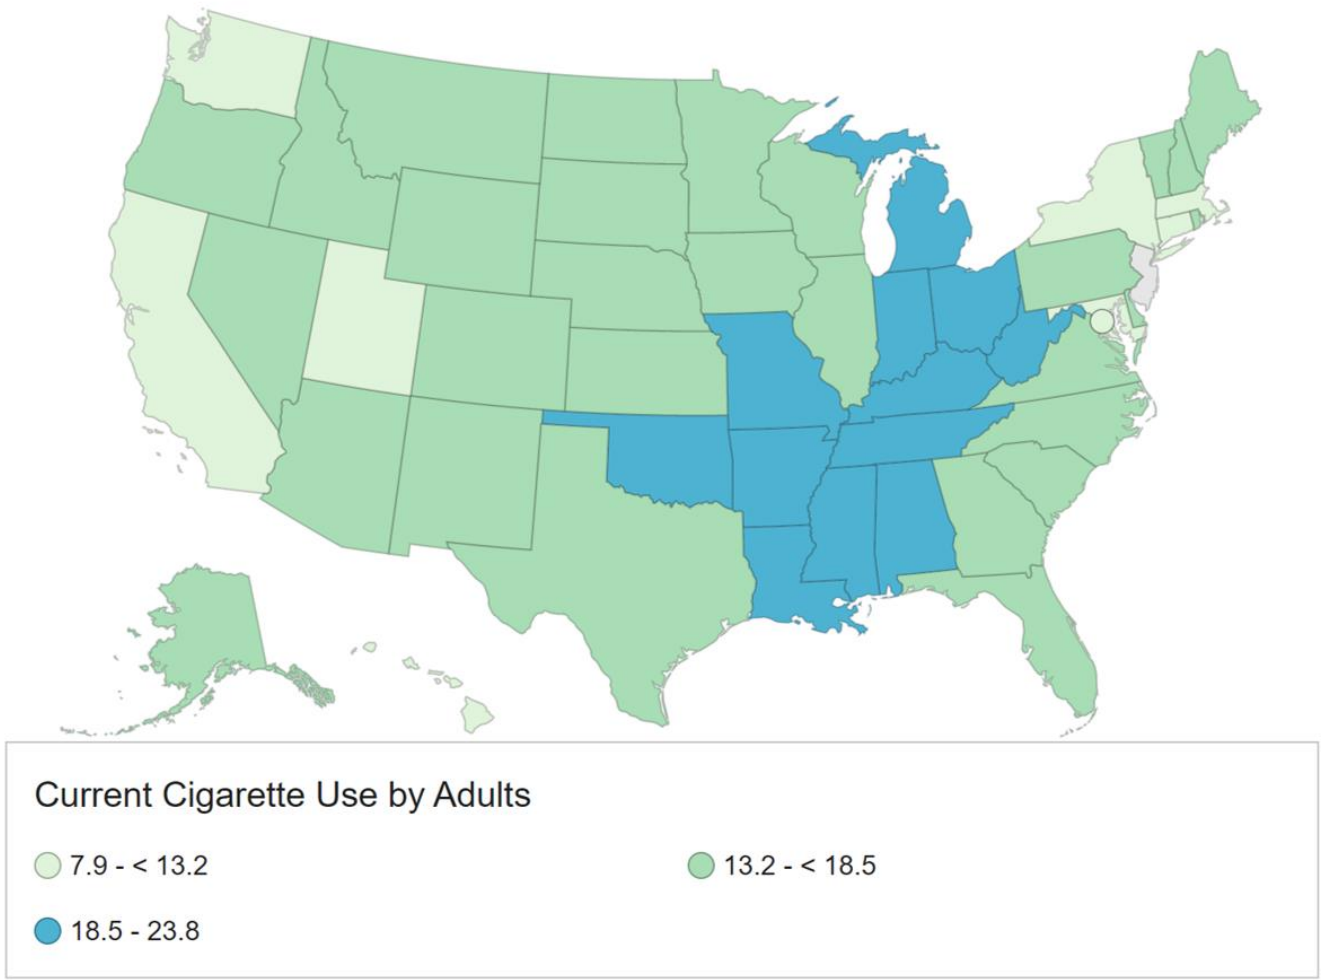 Current Cigarette Use by Adults
7.9 - < 13.2
13.2 - < 18.5
18.5 - 23.8